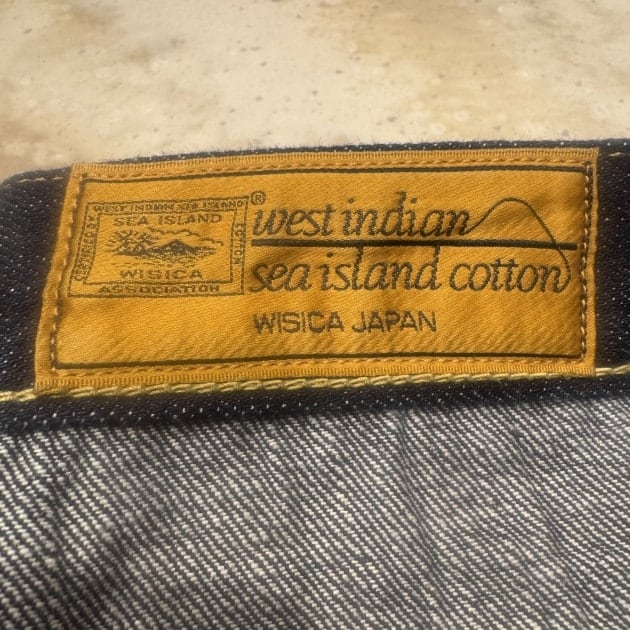 WEST INDIAN SEA ISLAND
SEA ISLAND
WISICA
ASSOCIATION
®
west indian
sea island cotton
WISICA JAPAN